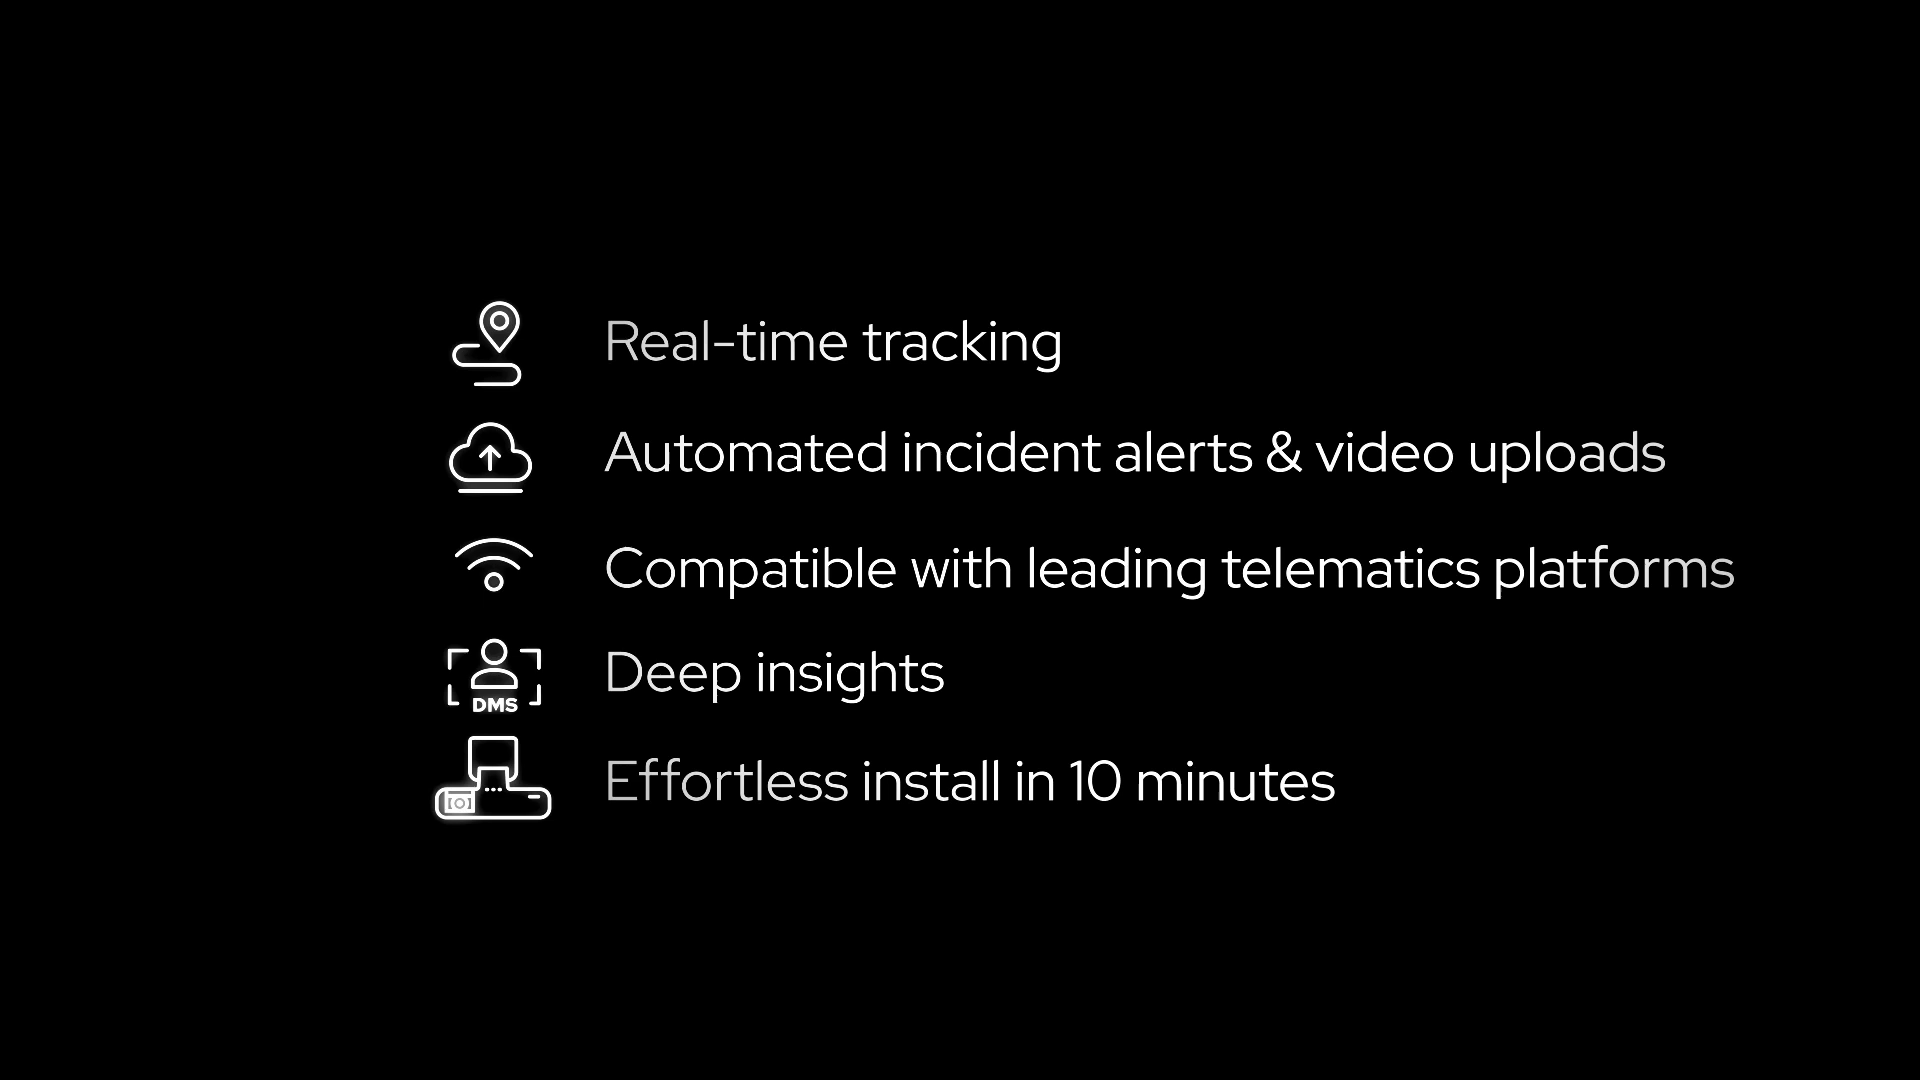 Real-time tracking
Automated incident alerts & video uploads
Compatible with leading telematics platforms
Deep insights
DMS
Effortless install in 10 minutes